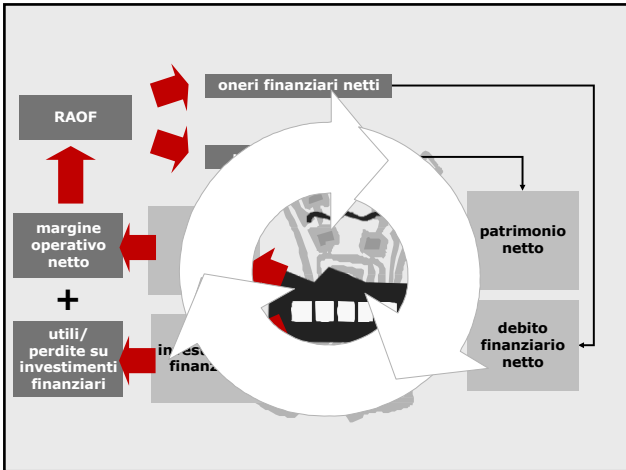 oneri finanziari netti
RAOF
margine
operativo
netto
patrimonio
netto
+
utili/
perdite su
investimenti
finanziari
debito
finanziario
netto